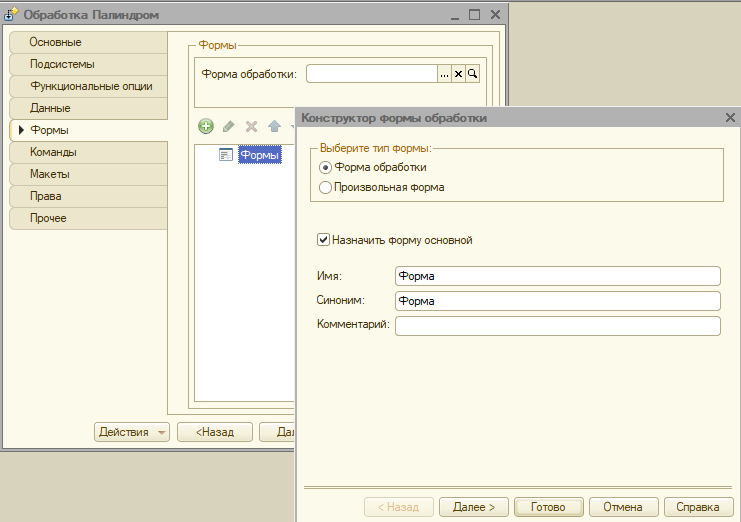 Обработка Палиндром
Основные
Подсистемы
Функциональные опции
Данные
Формы
Команды
Макеты
Права
Прочее
Формы
Форма обработки:
...
Формы
Действия
<Назад
Конструктор формы обработки
Выберите тип формы:
Форма обработки
Произвольная форма
Назначить форму основной
Имя: Форма
Синоним: Форма
Комментарий:
< Назад Далее > Готово Отмена Справка